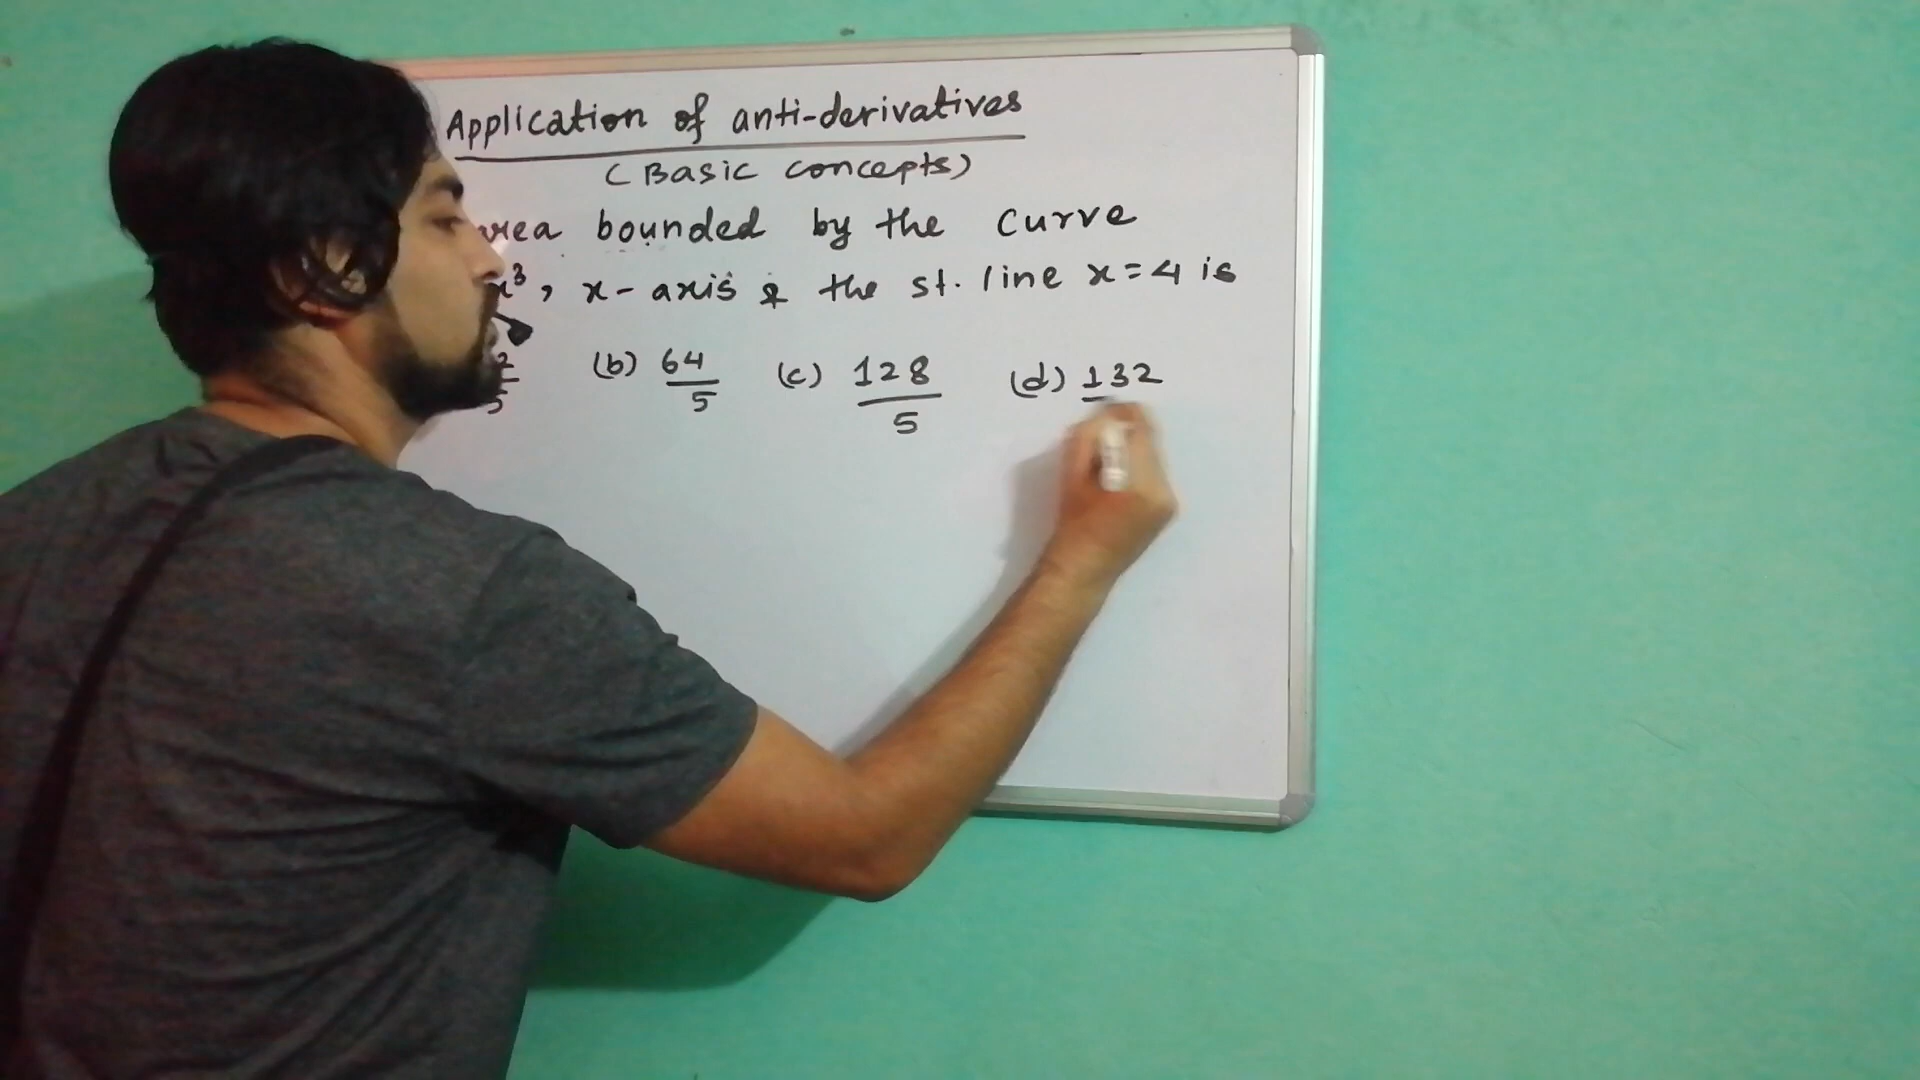 Application of anti-derivatives
(Basic concepts)
bounded by the curve
x³, x-axis & the st. line x=4 is
(b) 64/5 (c) 128/5 (d) 132